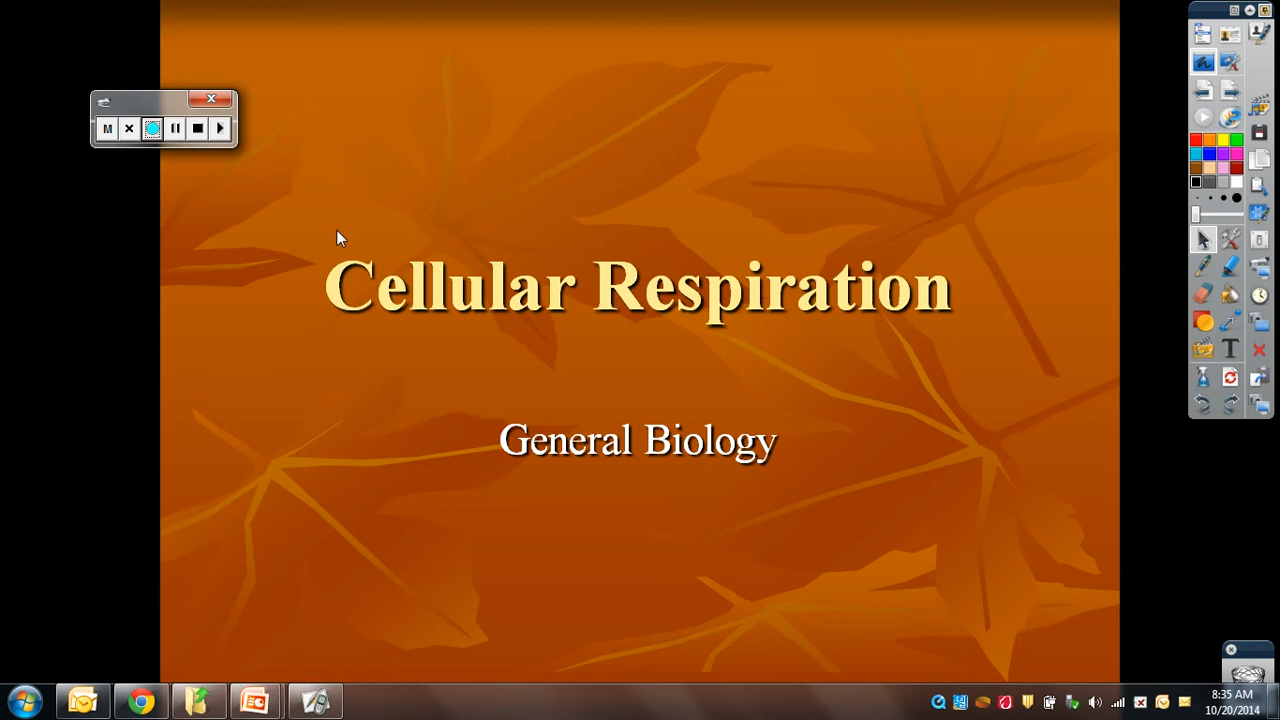 M
Cellular Respiration
General Biology
T
8:35 AM
10/20/2014